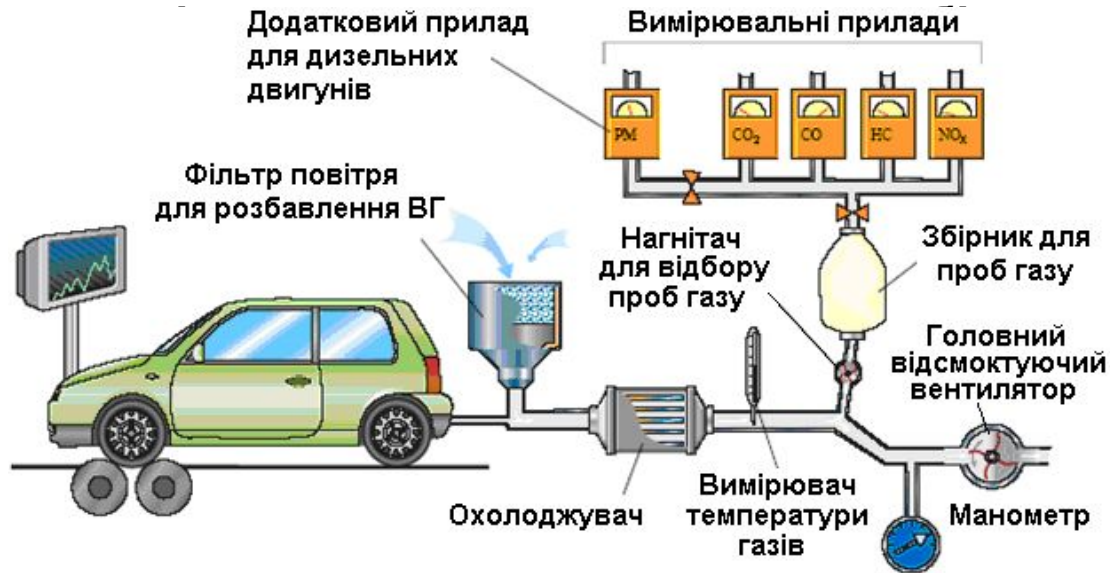 Додатковий прилад
для дизельних
двигунів
Вимірювальні прилади
PM
CO₂
CO
HC
NOₓ
Фільтр повітря
для розбавлення ВГ
Нагнітач
для відбору
проб газу
Збірник для
проб газу
Головний
відсмоктуючий
вентилятор
Охолоджувач
Вимірювач
температури
газів
Манометр